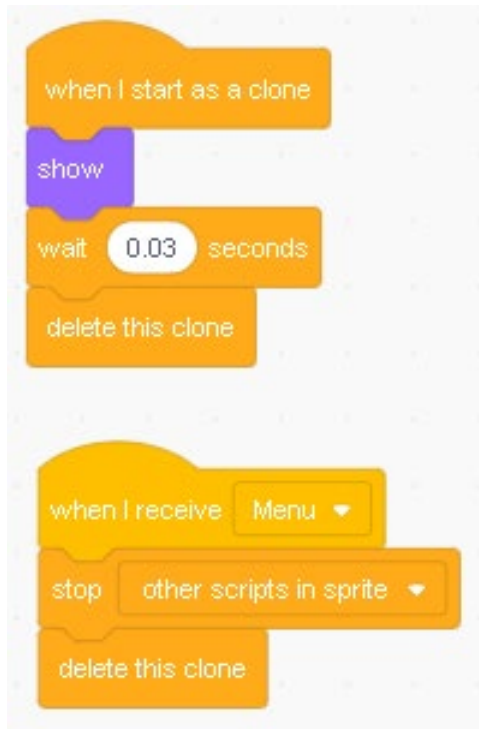 when I start as a clone
show
wait 0.03 seconds
delete this clone
when I receive Menu
stop other scripts in sprite
delete this clone